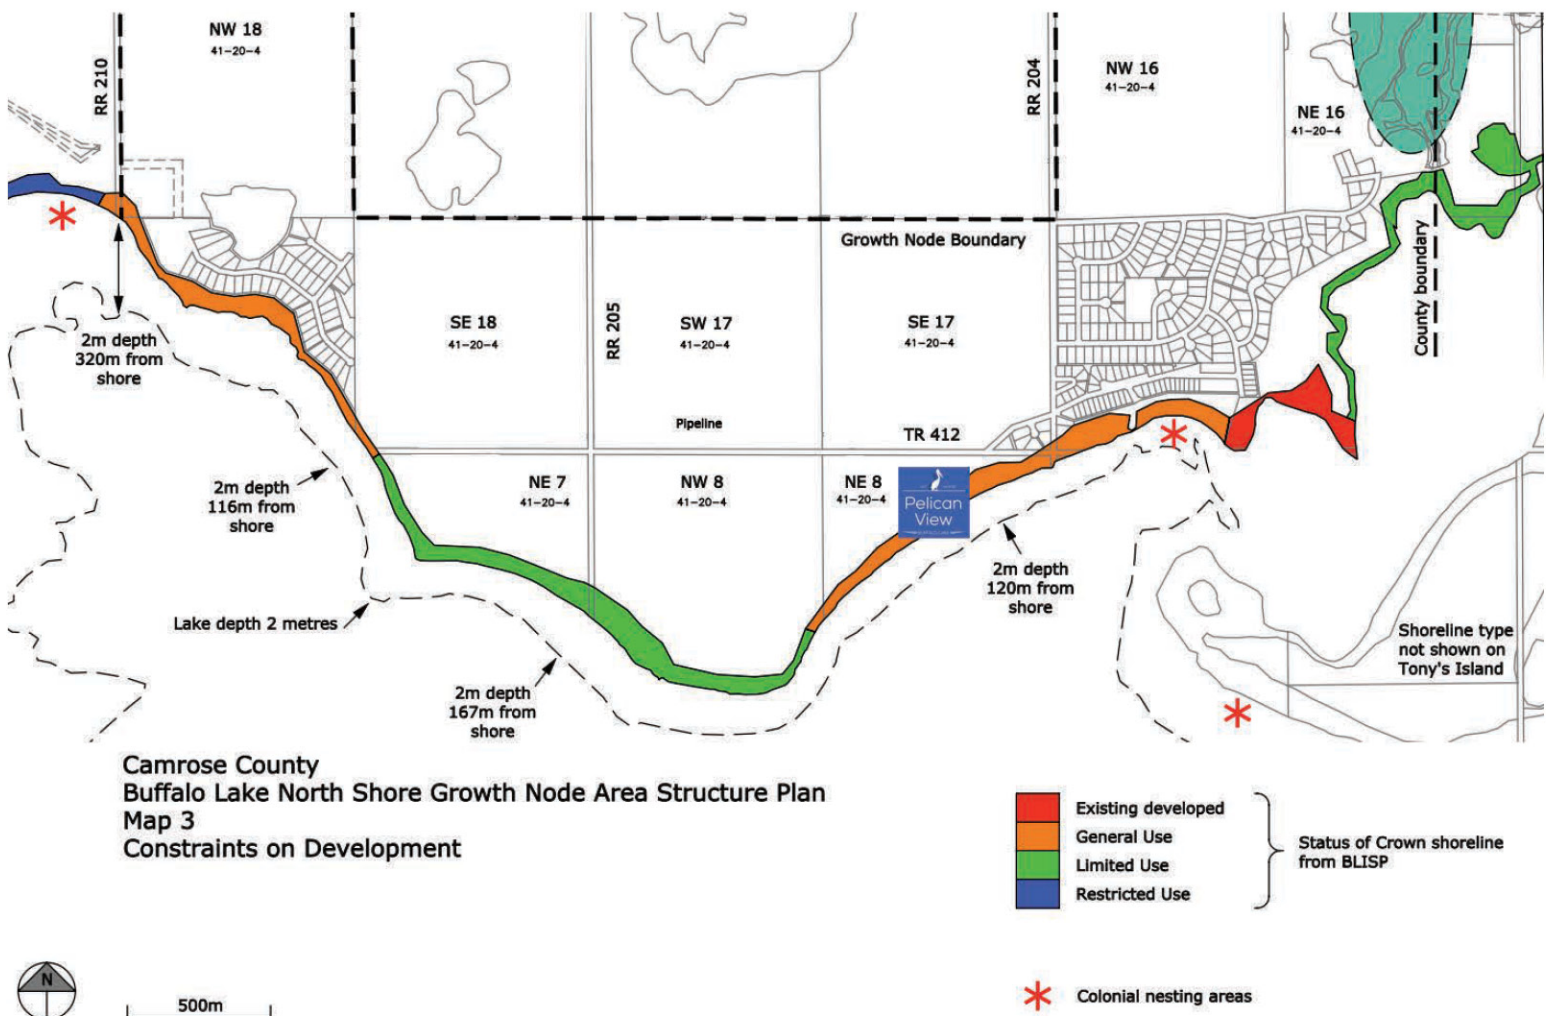 NW 18
41-20-4
RR 210
RR 204
NW 16
41-20-4
NE 16
41-20-4
Growth Node Boundary
County boundary
2m depth
320m from
shore
SE 18
41-20-4
RR 205
SW 17
41-20-4
SE 17
41-20-4
Pipeline
TR 412
2m depth
116m from
shore
NE 7
41-20-4
NW 8
41-20-4
NE 8
41-20-4
Pelican
View
2m depth
120m from
shore
Lake depth 2 metres
2m depth
167m from
shore
Shoreline type
not shown on
Tony's Island
Camrose County
Buffalo Lake North Shore Growth Node Area Structure Plan
Map 3
Constraints on Development
Existing developed
General Use
Limited Use
Restricted Use
Status of Crown shoreline
from BLISP
N
500m
Colonial nesting areas